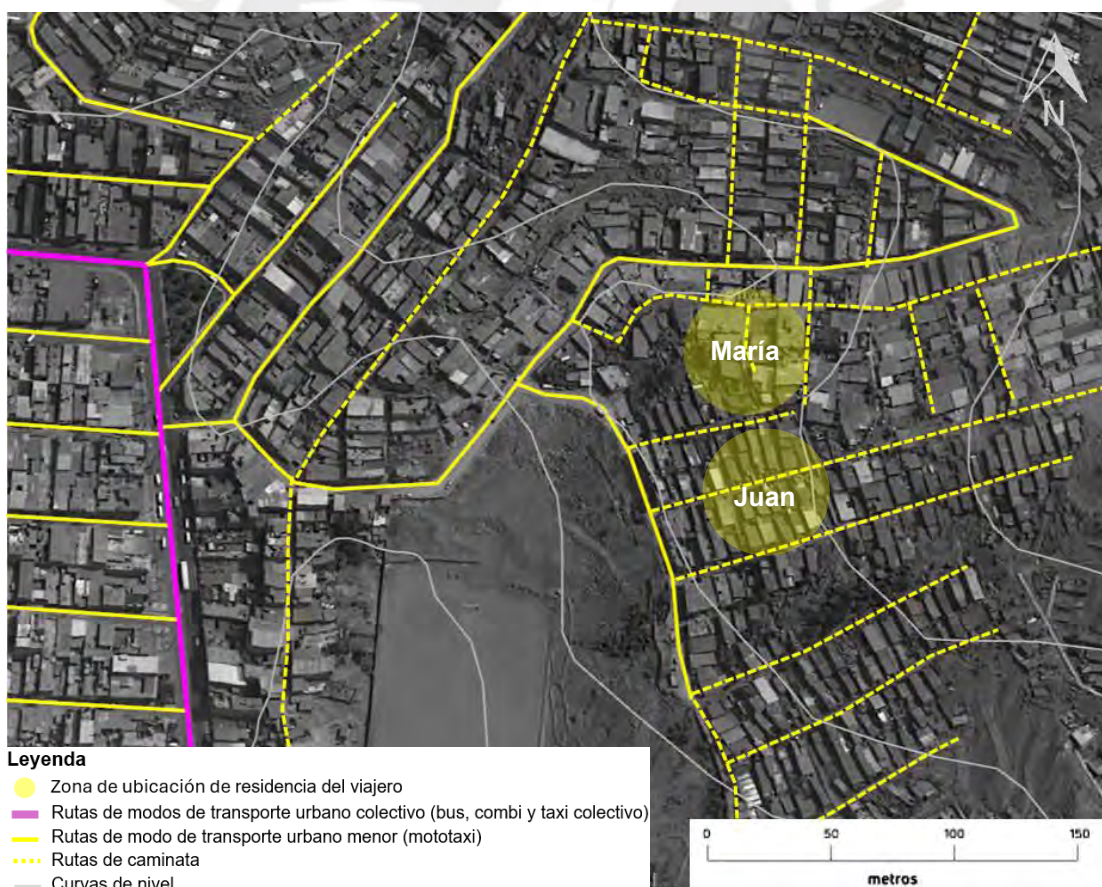 N
María
Juan
Leyenda
Zona de ubicación de residencia del viajero
Rutas de modos de transporte urbano colectivo (bus, combi y taxi colectivo)
Rutas de modo de transporte urbano menor (mototaxi)
Rutas de caminata
Curvas de nivel
0 50 100 150
metros